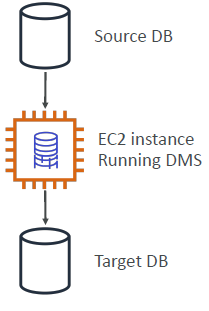 Source DB
EC2 instance
Running DMS
Target DB